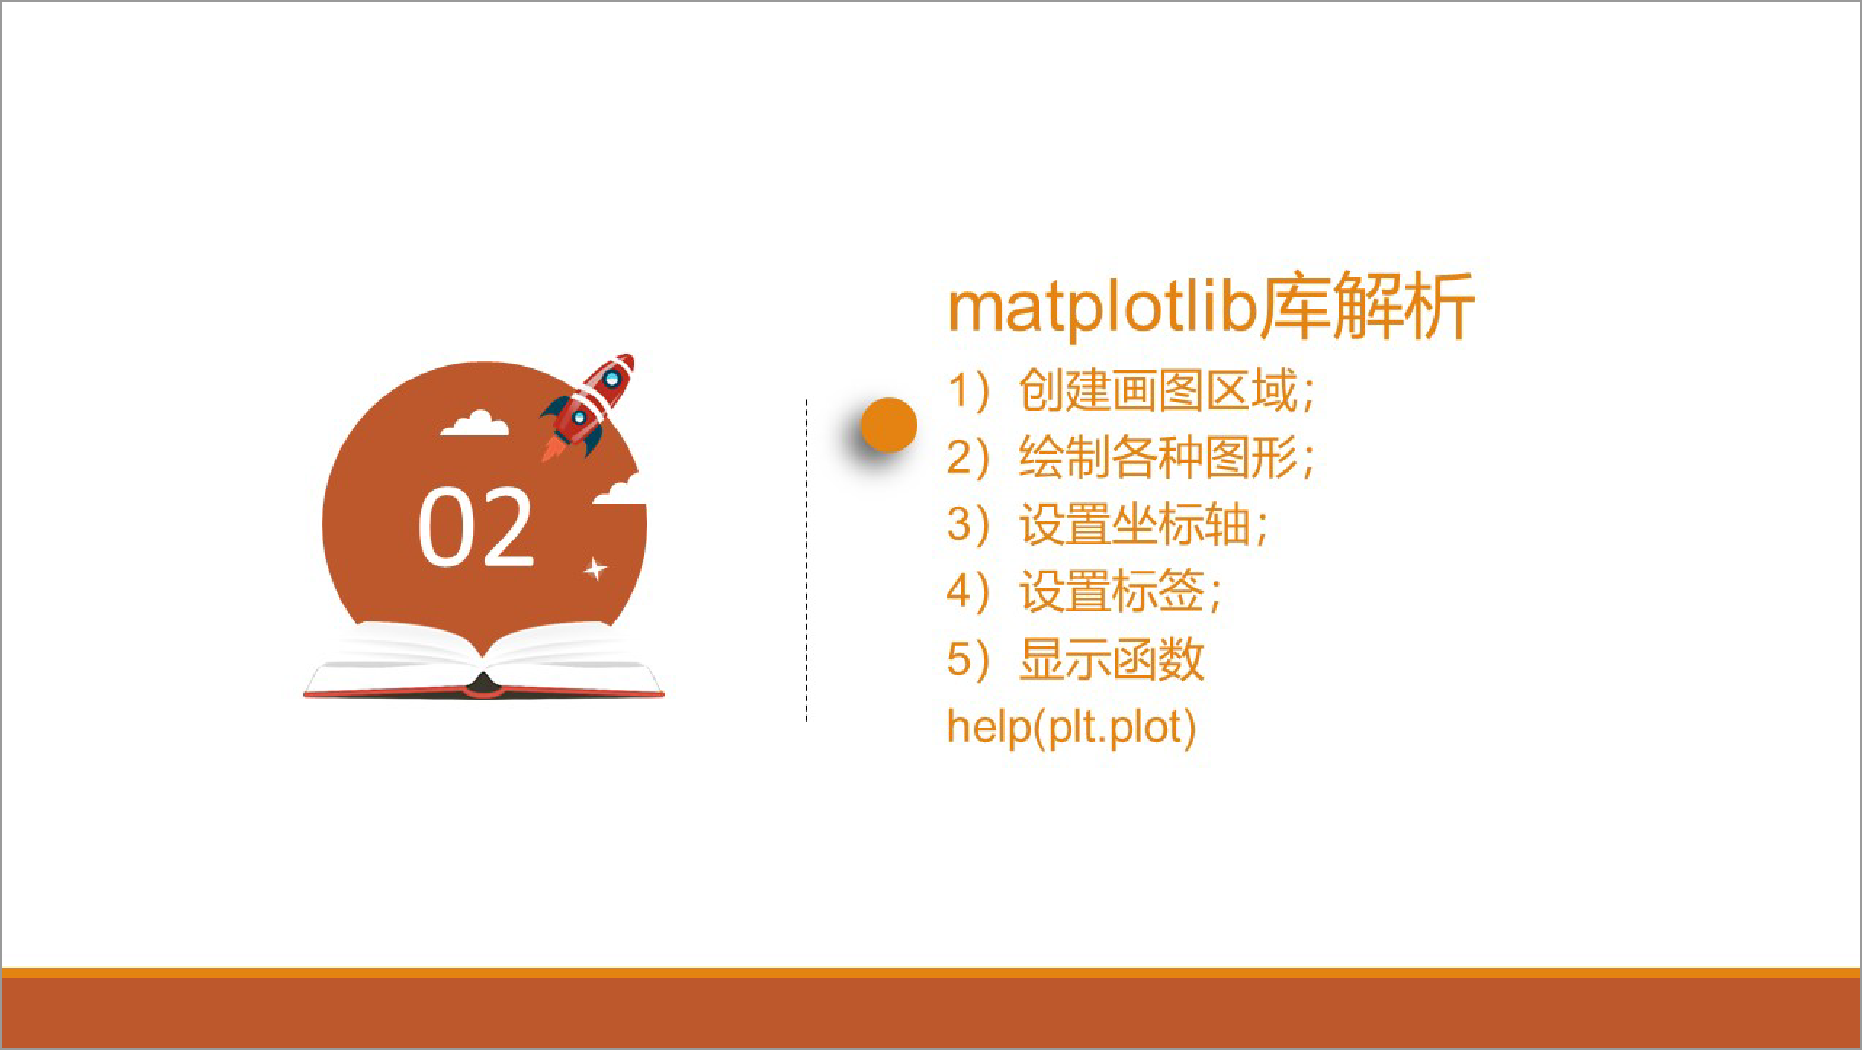 02
matplotlib库解析
1）创建画图区域；
2）绘制各种图形；
3）设置坐标轴；
4）设置标签；
5）显示函数
help(plt.plot)